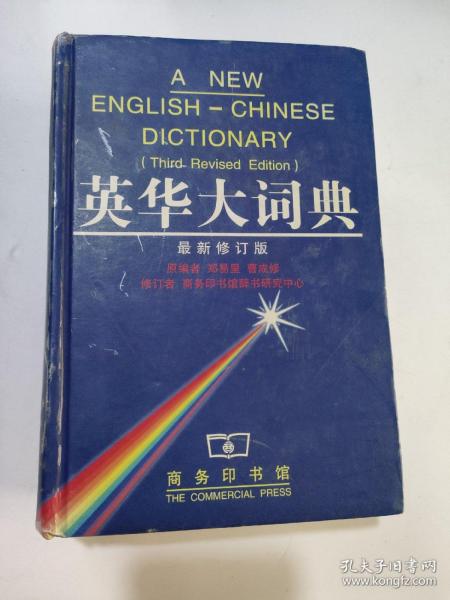 A NEW
ENGLISH - CHINESE
DICTIONARY
(Third Revised Edition)
英华大词典
最新修订版
原编者 郑易里 曹成修
修订者 商务印书馆辞书研究中心
商务印书馆
THE COMMERCIAL PRESS
孔夫子旧书网
www.kongfz.com